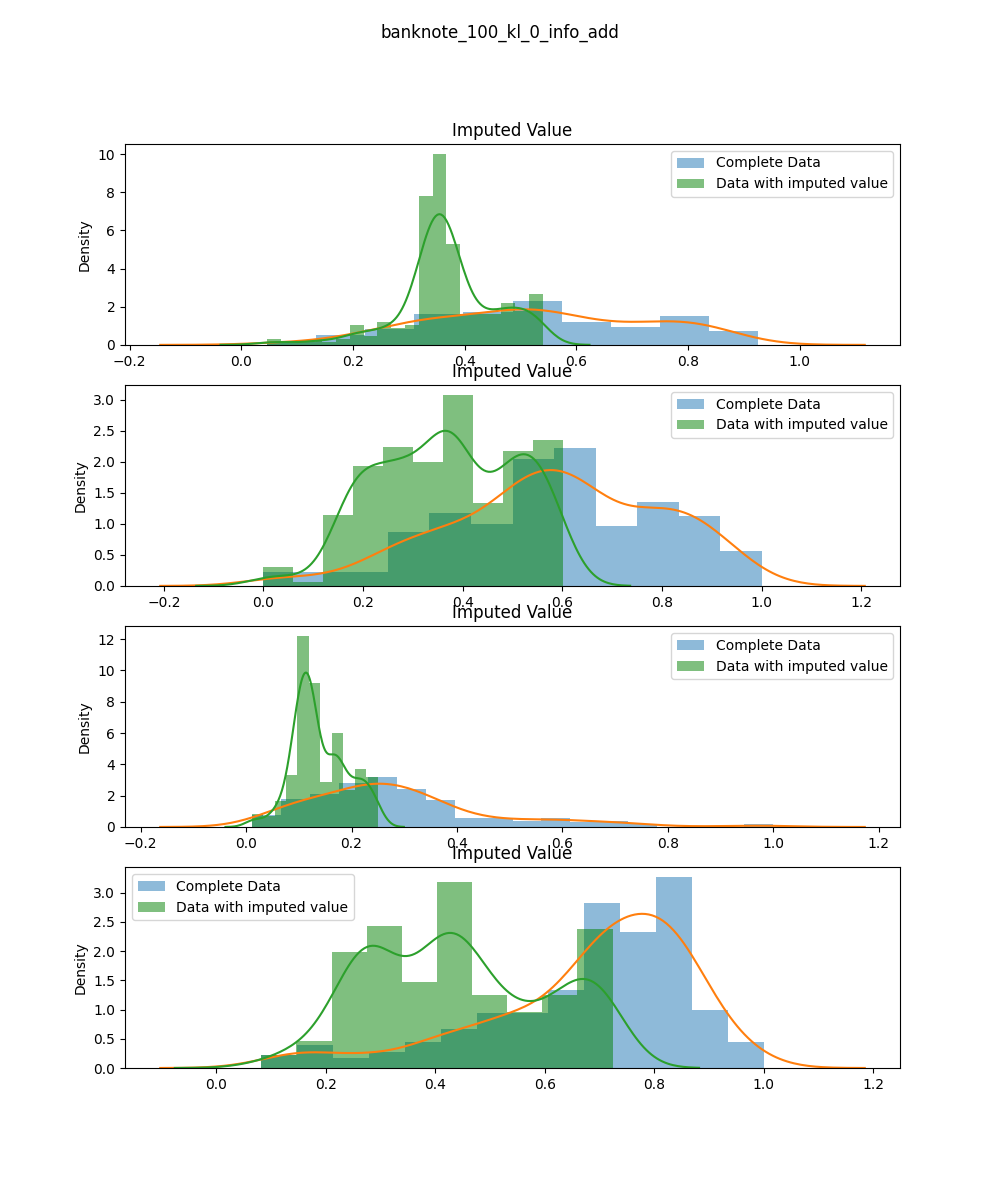 banknote_100_kl_0_info_add
Imputed Value
Complete Data
Data with imputed value
Density
10
8
6
4
2
0
−0.2 0.0 0.2 0.4 0.6 0.8 1.0
Imputed Value
Complete Data
Data with imputed value
Density
3.0
2.5
2.0
1.5
1.0
0.5
0.0
−0.2 0.0 0.2 0.4 0.6 0.8 1.0 1.2
Imputed Value
Complete Data
Data with imputed value
Density
12
10
8
6
4
2
0
−0.2 0.0 0.2 0.4 0.6 0.8 1.0 1.2
Imputed Value
Complete Data
Data with imputed value
Density
3.0
2.5
2.0
1.5
1.0
0.5
0.0
0.0 0.2 0.4 0.6 0.8 1.0 1.2